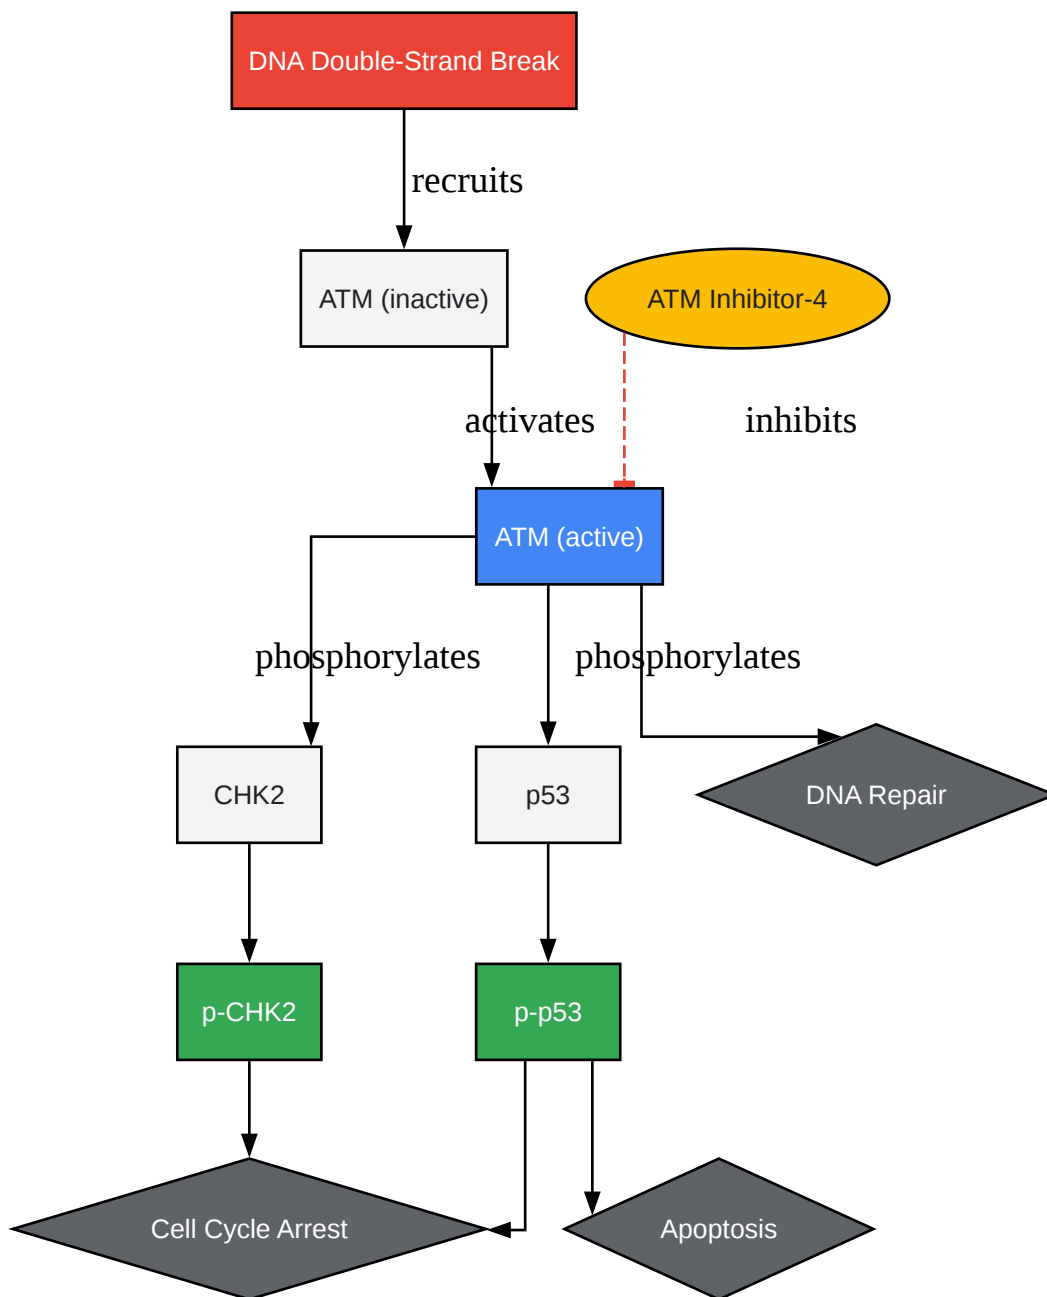 DNA Double-Strand Break
recruits
ATM (inactive)
ATM Inhibitor-4
activates
inhibits
ATM (active)
phosphorylates
phosphorylates
CHK2
p53
DNA Repair
p-CHK2
p-p53
Cell Cycle Arrest
Apoptosis